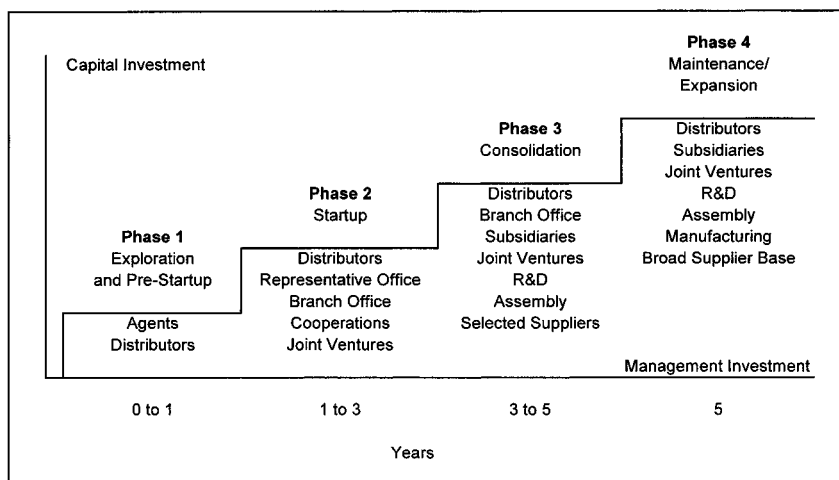 Capital Investment
Phase 1
Exploration
and Pre-Startup
Agents
Distributors
Phase 2
Startup
Distributors
Representative Office
Branch Office
Cooperations
Joint Ventures
Phase 3
Consolidation
Distributors
Branch Office
Subsidiaries
Joint Ventures
R&D
Assembly
Selected Suppliers
Phase 4
Maintenance/
Expansion
Distributors
Subsidiaries
Joint Ventures
R&D
Assembly
Manufacturing
Broad Supplier Base
Management Investment
0 to 1
1 to 3
3 to 5
5
Years